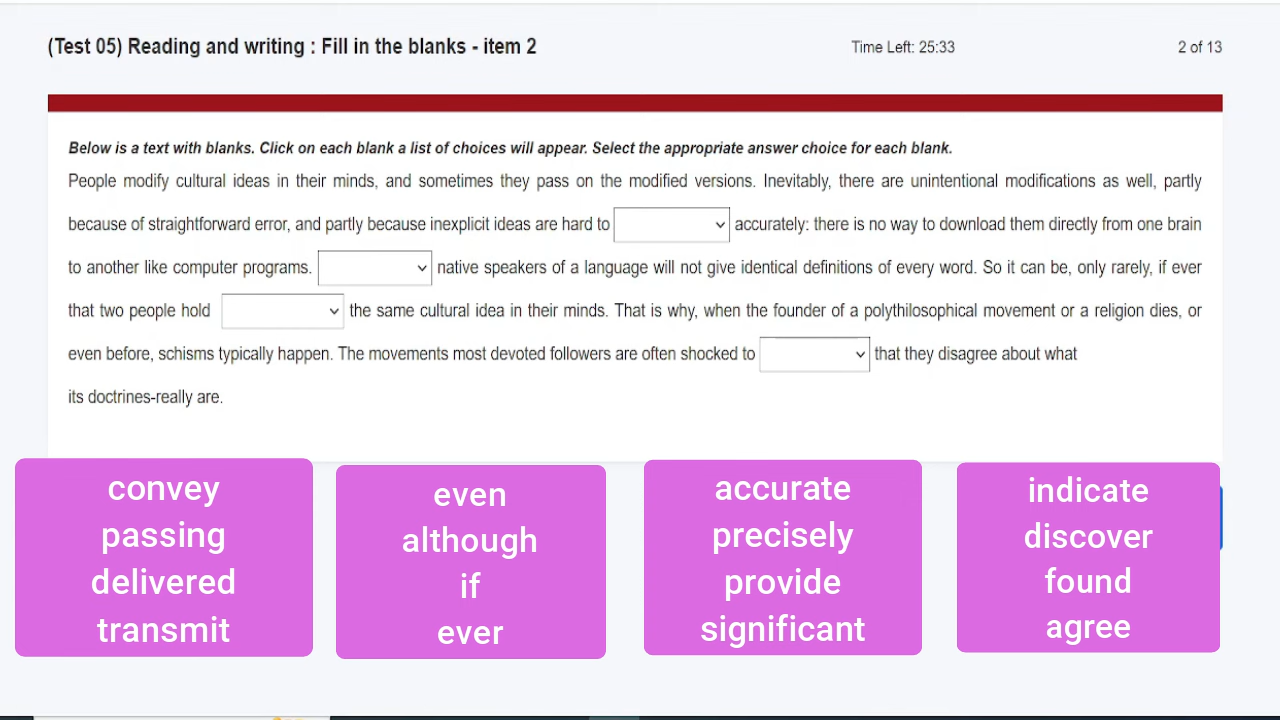 (Test 05) Reading and writing : Fill in the blanks - item 2
Time Left: 25:33
2 of 13
Below is a text with blanks. Click on each blank a list of choices will appear. Select the appropriate answer choice for each blank.
People modify cultural ideas in their minds, and sometimes they pass on the modified versions. Inevitably, there are unintentional modifications as well, partly
because of straightforward error, and partly because inexplicit ideas are hard to accurately: there is no way to download them directly from one brain
to another like computer programs. native speakers of a language will not give identical definitions of every word. So it can be, only rarely, if ever
that two people hold the same cultural idea in their minds. That is why, when the founder of a polythilosophical movement or a religion dies, or
even before, schisms typically happen. The movements most devoted followers are often shocked to that they disagree about what
its doctrines-really are.
convey
passing
delivered
transmit
even
although
if
ever
accurate
precisely
provide
significant
indicate
discover
found
agree